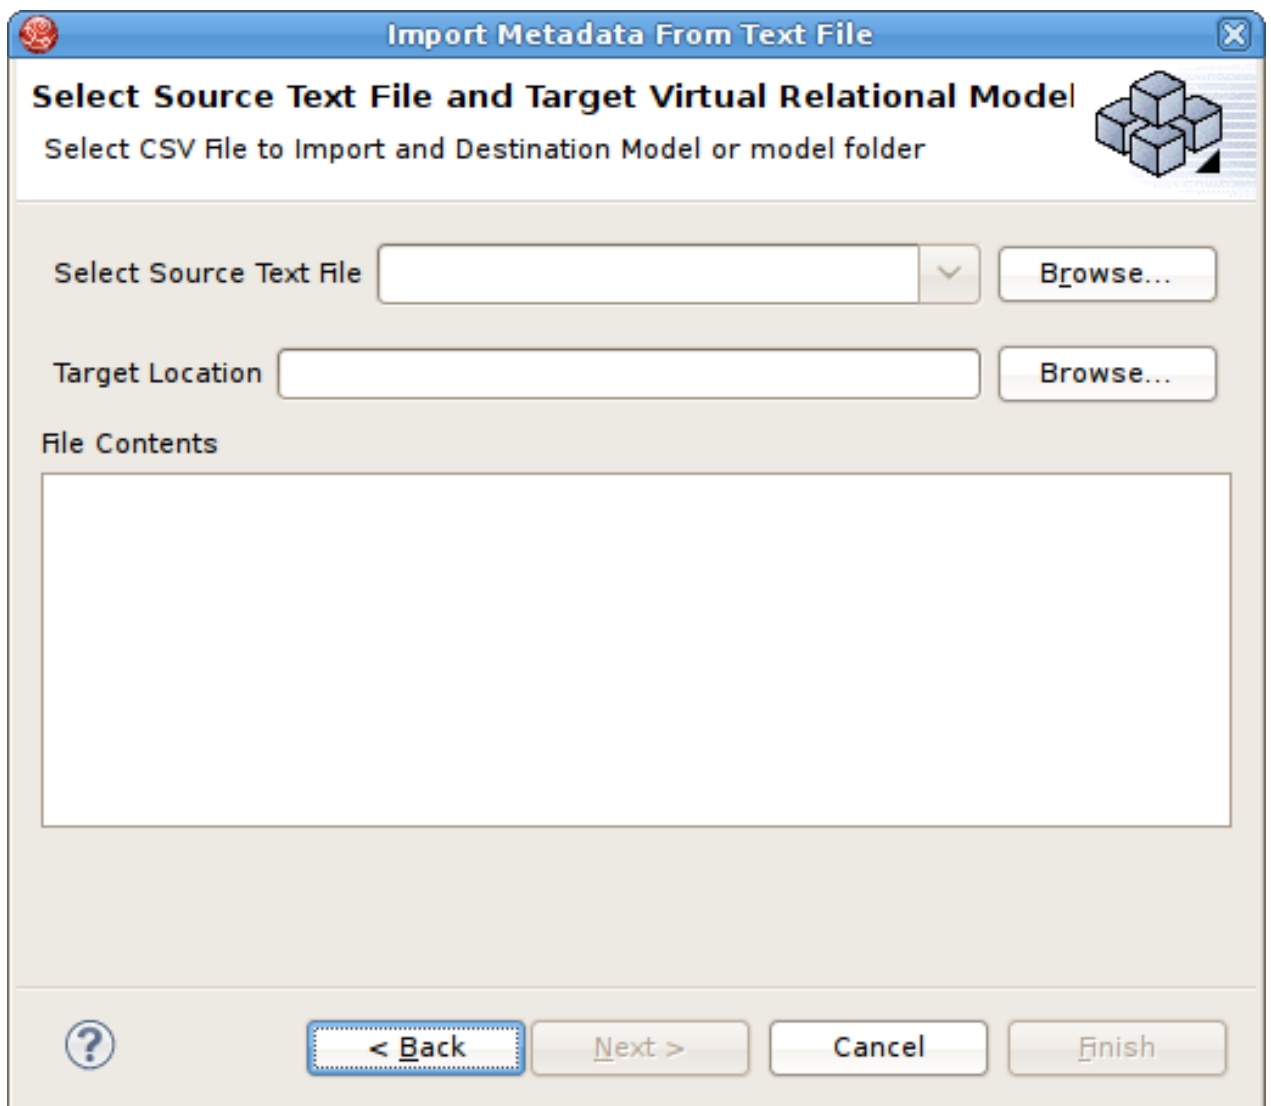 Import Metadata From Text File
Select Source Text File and Target Virtual Relational Model
Select CSV File to Import and Destination Model or model folder
Select Source Text File Browse...
Target Location Browse...
File Contents
? < Back Next > Cancel Finish